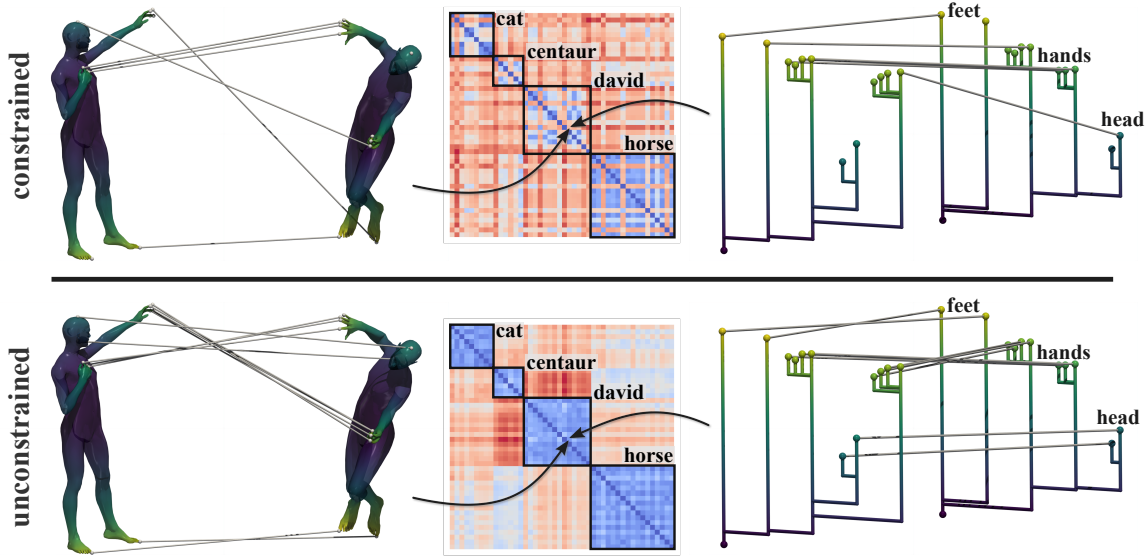 constrained
cat
centaur
david
horse
feet
hands
head
unconstrained
cat
centaur
david
horse
feet
hands
head